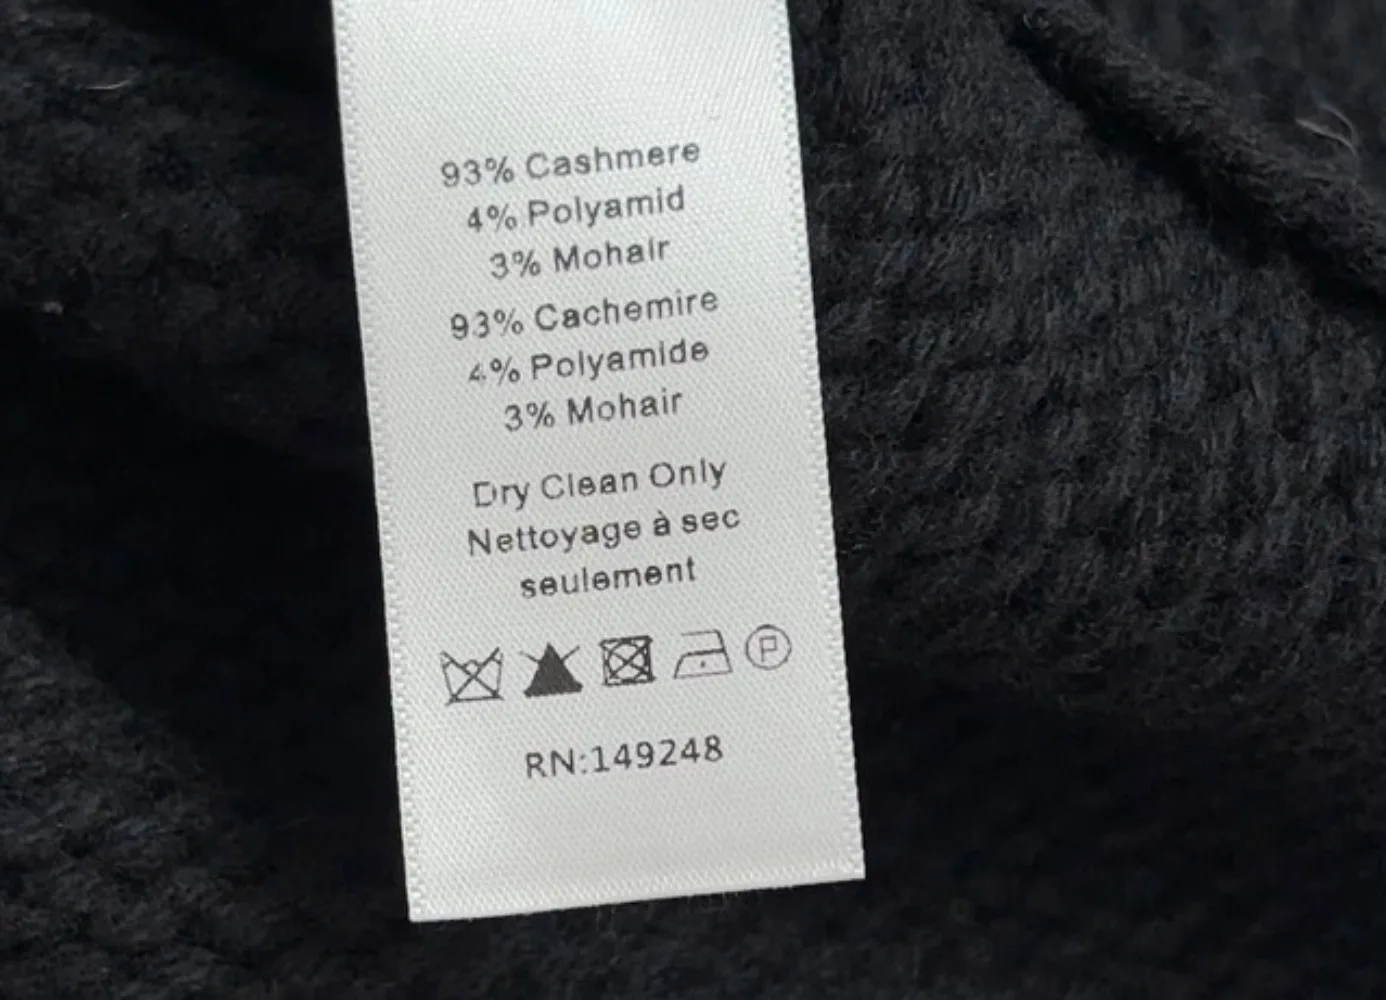 93% Cashmere
4% Polyamid
3% Mohair
93% Cachemire
4% Polyamide
3% Mohair
Dry Clean Only
Nettoyage à sec
seulement
P
RN:149248